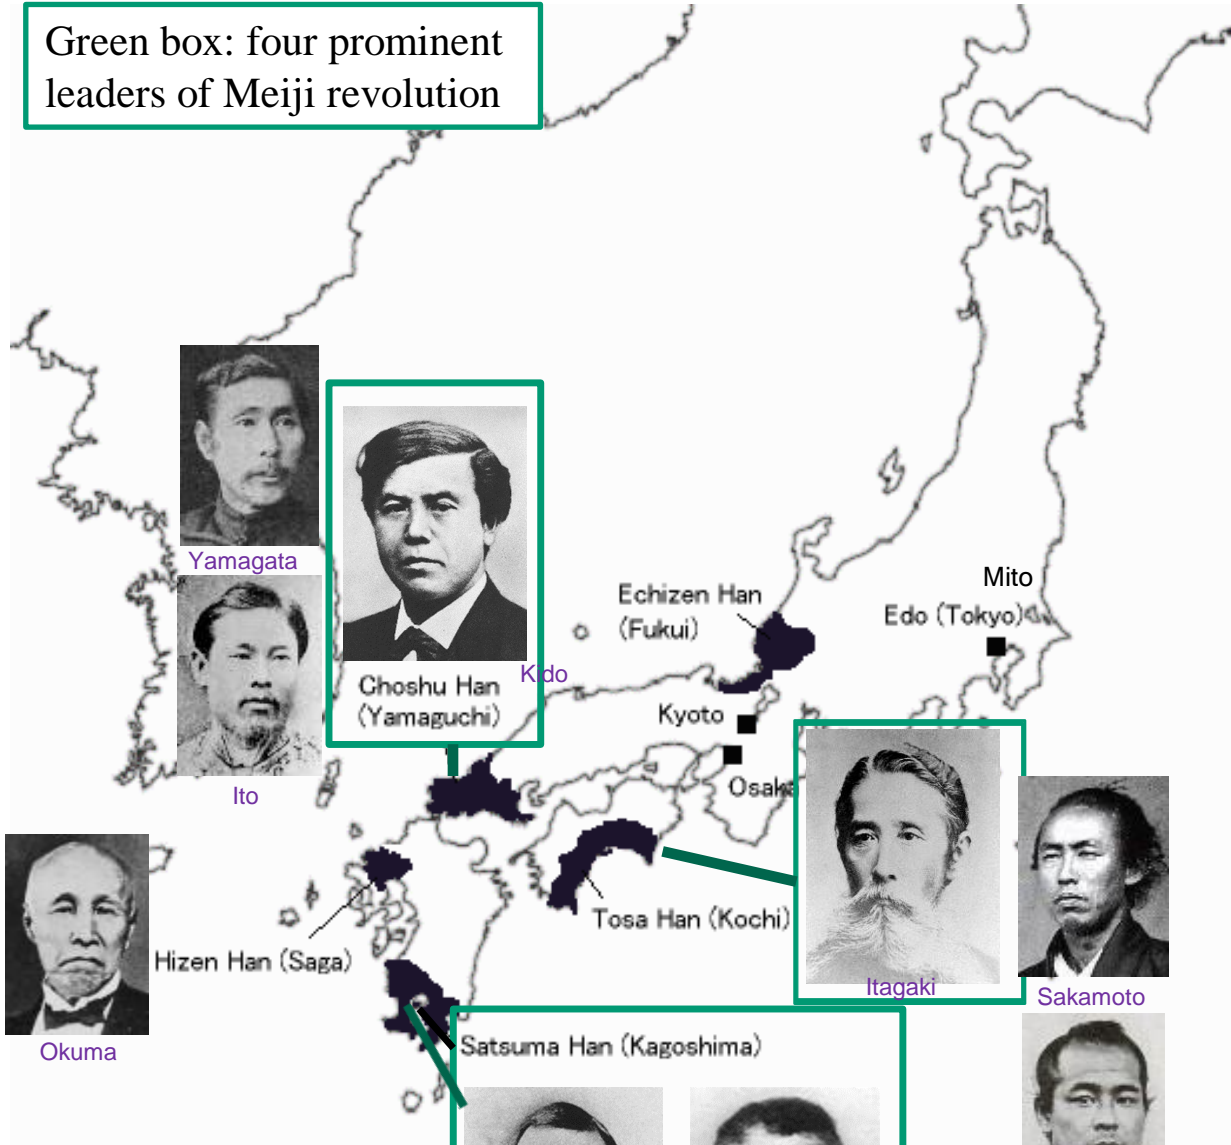 Green box: four prominent
leaders of Meiji revolution
Yamagata
Kido
Choshu Han
(Yamaguchi)
Ito
Echizen Han
(Fukui)
Mito
Edo (Tokyo)
Kyoto
Osaka
Okuma
Hizen Han (Saga)
Tosa Han (Kochi)
Itagaki
Sakamoto
Satsuma Han (Kagoshima)